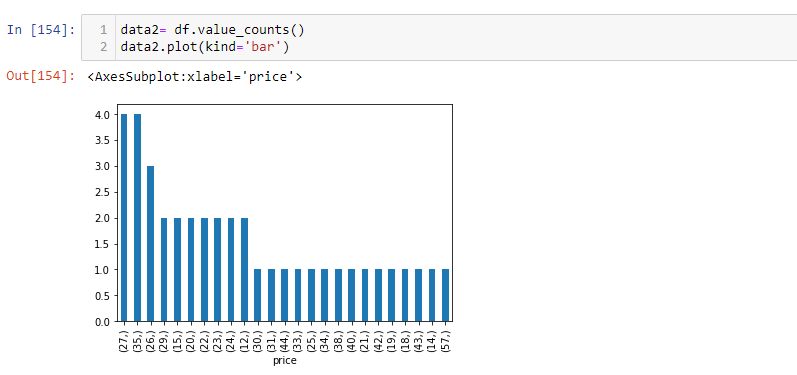 In [154]:
1 data2= df.value_counts()
2 data2.plot(kind='bar')
Out[154]: <AxesSubplot:xlabel='price'>
4.0
3.5
3.0
2.5
2.0
1.5
1.0
0.5
0.0
(27,) (35,) (26,) (29,) (15,) (20,) (22,) (23,) (24,) (12,) (30,) (31,) (44,) (33,) (25,) (34,) (38,) (40,) (21,) (42,) (19,) (18,) (43,) (14,) (57,)
price